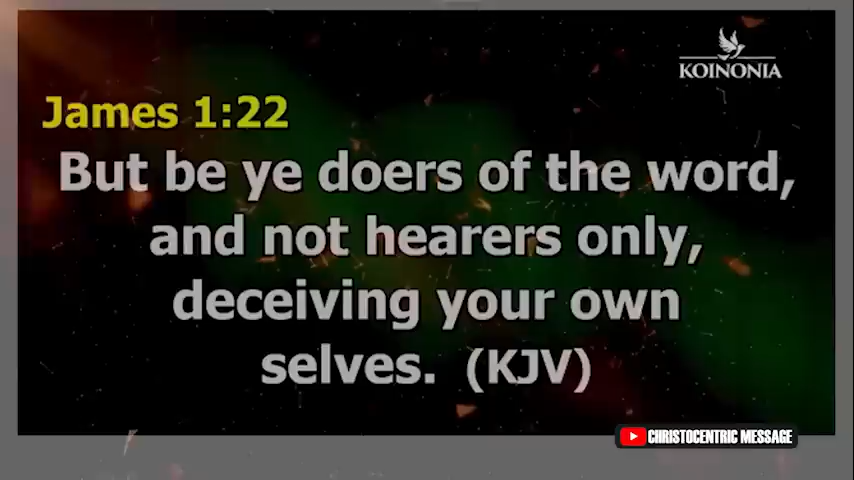 KOINONIA
James 1:22
But be ye doers of the word,
and not hearers only,
deceiving your own
selves. (KJV)
CHRISTOCENTRIC MESSAGE